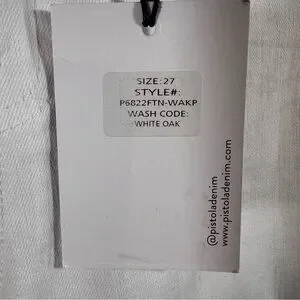 SIZE: 27
STYLE#:
P6822FTN-WAKP
WASH CODE:
WHITE OAK
@pistoladenim
www.pistoladenim.com